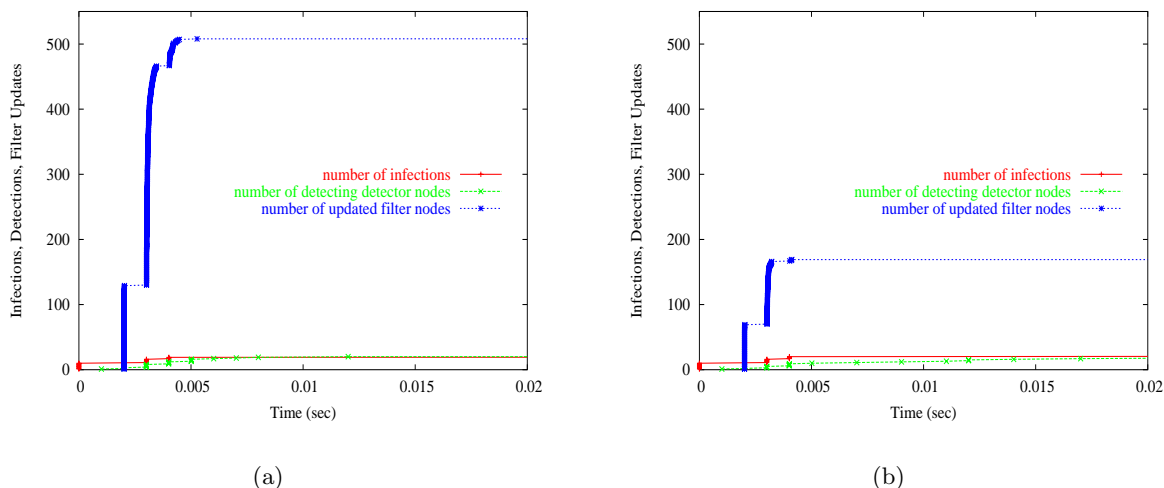 500
400
300
200
100
0
Infections, Detections, Filter Updates
number of infections
number of detecting detector nodes
number of updated filter nodes
0 0.005 0.01 0.015 0.02
Time (sec)
(a)
500
400
300
200
100
0
Infections, Detections, Filter Updates
number of infections
number of detecting detector nodes
number of updated filter nodes
0 0.005 0.01 0.015 0.02
Time (sec)
(b)